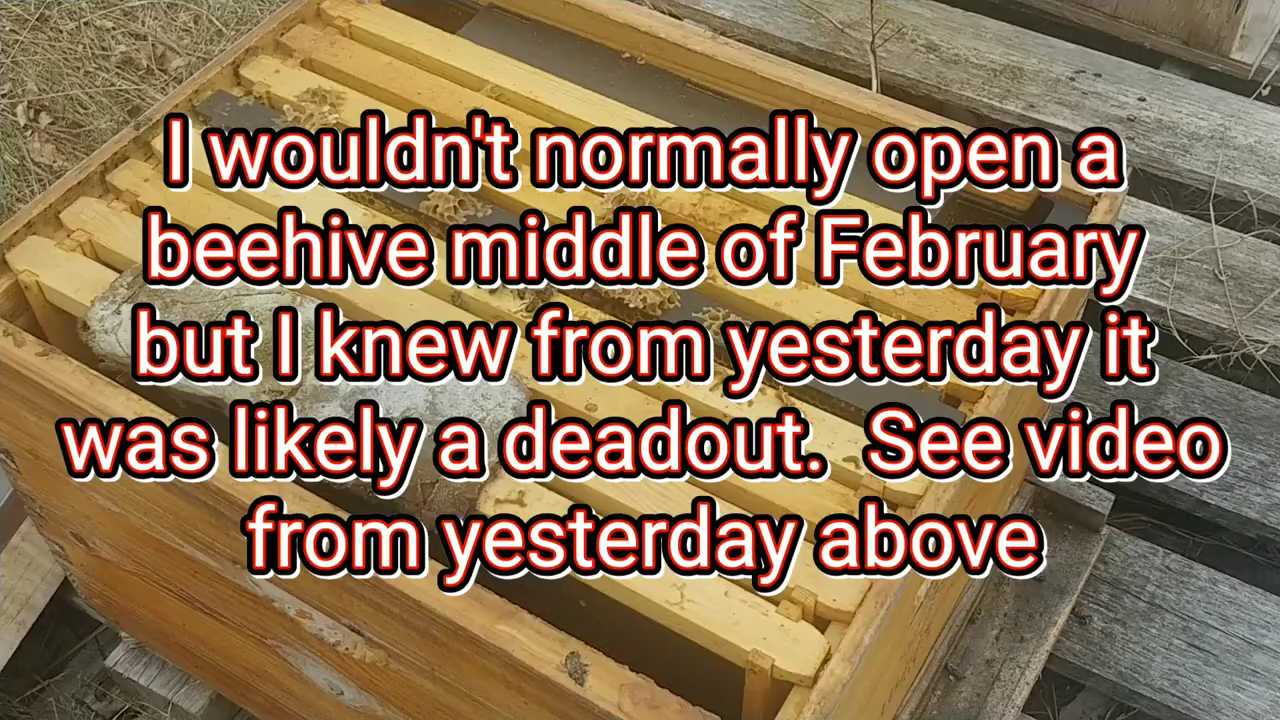 I wouldn't normally open a
beehive middle of February
but I knew from yesterday it
was likely a deadout.  See video
from yesterday above